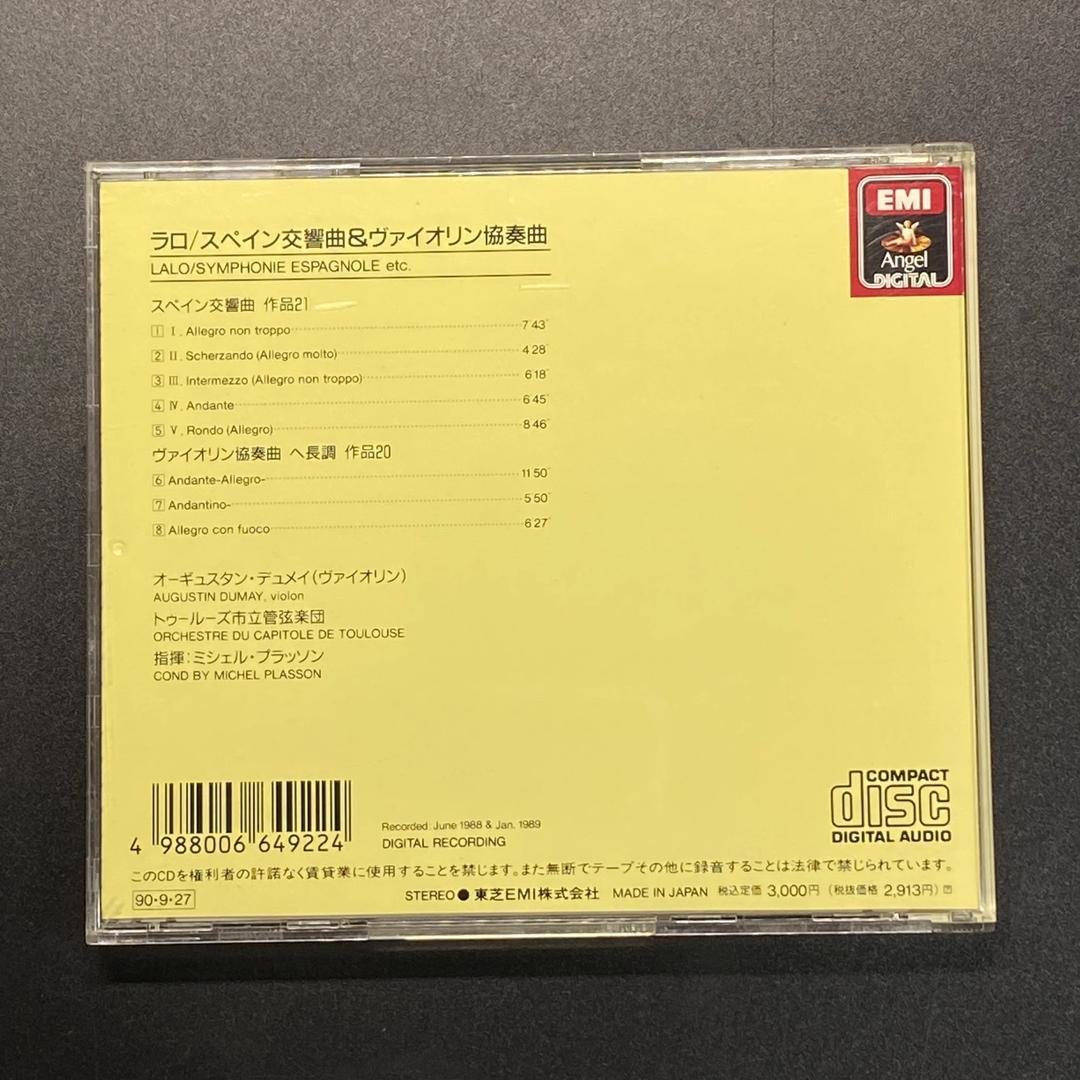 ラロ/スペイン交響曲&ヴァイオリン協奏曲
LALO/SYMPHONIE ESPAGNOLE etc.
EMI
Angel
DIGITAL
スペイン交響曲 作品21
1 I. Allegro non troppo 7′43″
2 II. Scherzando (Allegro molto) 4′28″
3 III. Intermezzo (Allegro non troppo) 6′18″
4 IV. Andante 6′45″
5 V. Rondo (Allegro) 8′46″
ヴァイオリン協奏曲 ヘ長調 作品20
6 Andante-Allegro- 11′50″
7 Andantino- 5′50″
8 Allegro con fuoco 6′27″
オーギュスタン・デュメイ(ヴァイオリン)
AUGUSTIN DUMAY, violon
トゥールーズ市立管弦楽団
ORCHESTRE DU CAPITOLE DE TOULOUSE
指揮:ミシェル・プラッソン
COND BY MICHEL PLASSON
4 988006 649224
Recorded: June 1988 & Jan. 1989
DIGITAL RECORDING
COMPACT
disc
DIGITAL AUDIO
このCDを権利者の許諾なく賃貸業に使用することを禁じます。また無断でテープその他に録音することは法律で禁じられています。
90・9・27
STEREO ● 東芝EMI株式会社 MADE IN JAPAN 税込定価 3,000円 (税抜価格 2,913円)